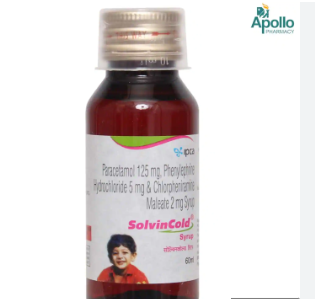 Apollo
PHARMACY
ipca
Paracetamol 125 mg, Phenylephrine
Hydrochloride 5 mg & Chlorpheniramine
Maleate 2 mg Syrup
SolvinCold
Syrup
60ml